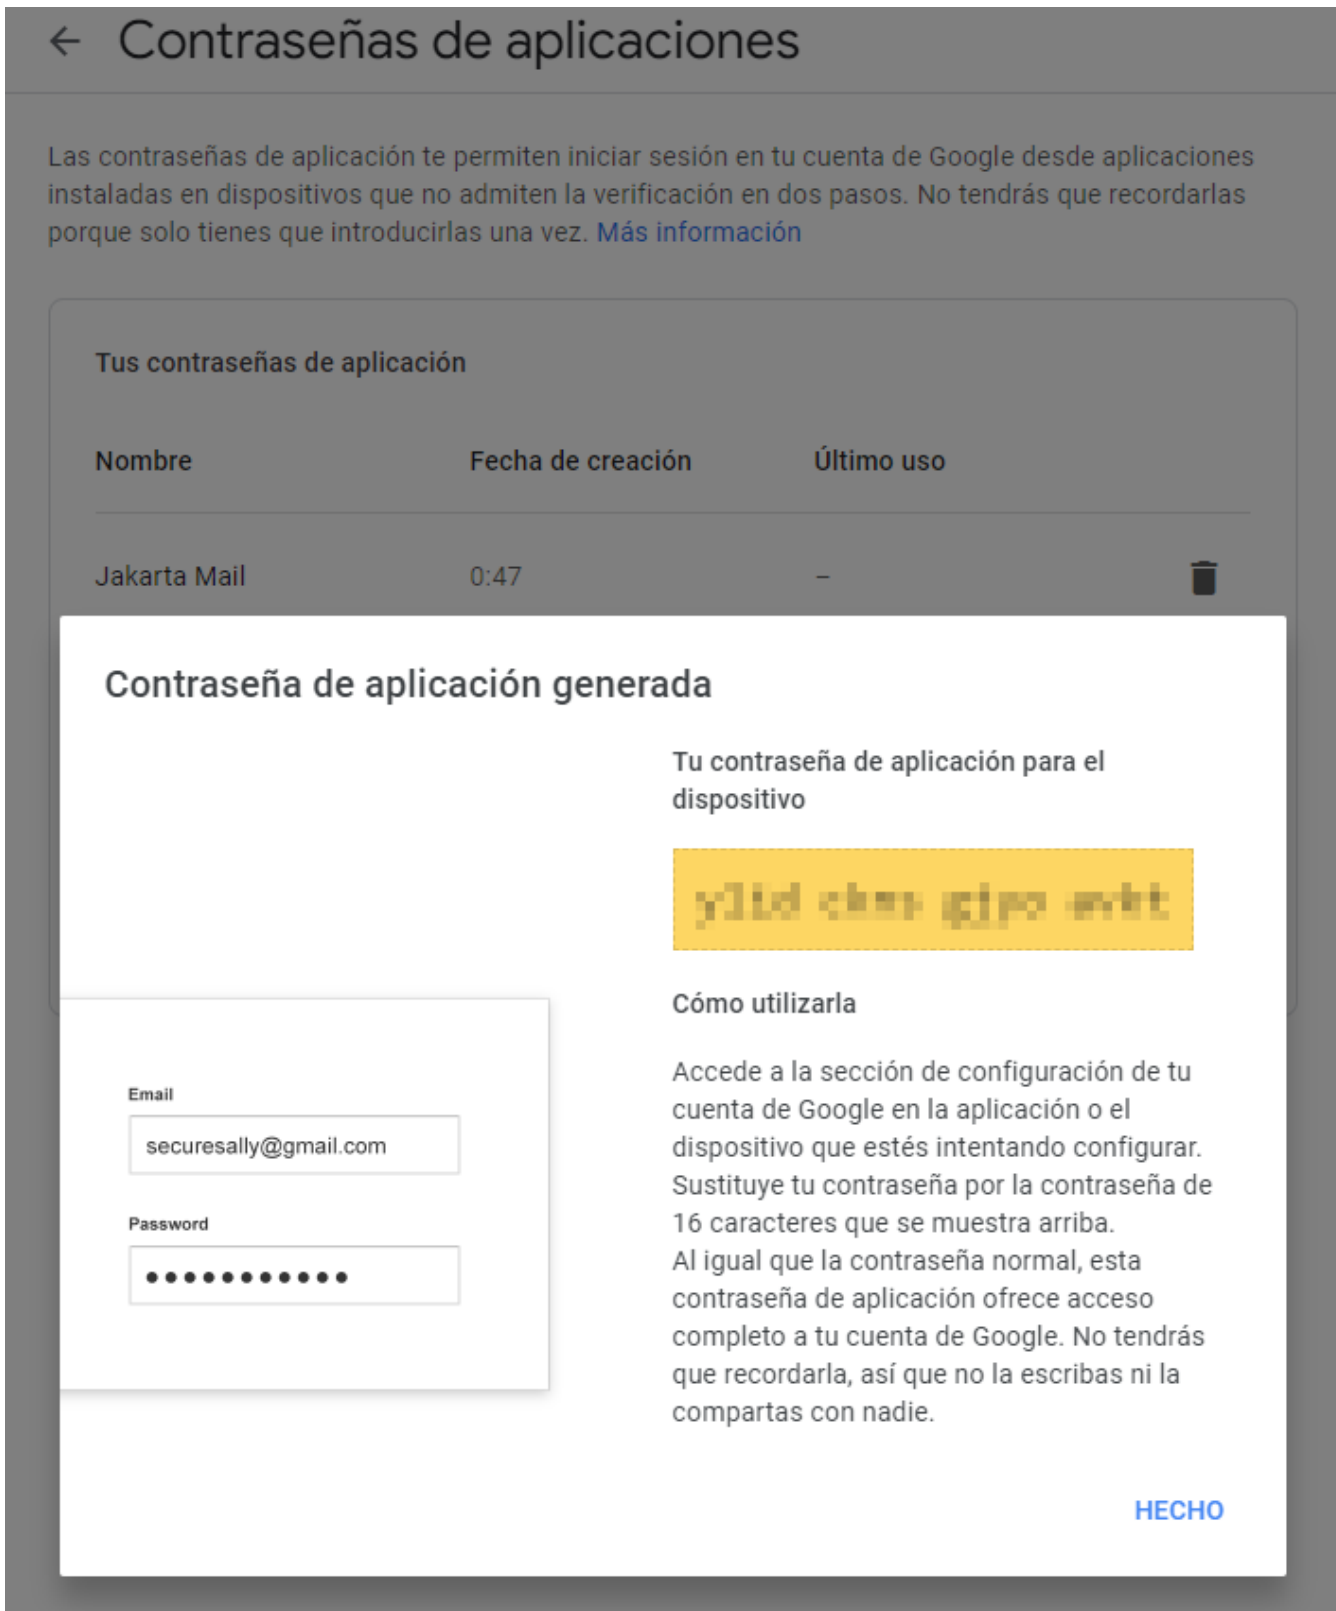 Contraseñas de aplicaciones
Las contraseñas de aplicación te permiten iniciar sesión en tu cuenta de Google desde aplicaciones
instaladas en dispositivos que no admiten la verificación en dos pasos. No tendrás que recordarlas
porque solo tienes que introducirlas una vez. Más información
Tus contraseñas de aplicación
Nombre Fecha de creación Último uso
Jakarta Mail 0:47 –
Contraseña de aplicación generada
Tu contraseña de aplicación para el
dispositivo
Email
securesally@gmail.com
Password
●●●●●●●●●●●
Cómo utilizarla
Accede a la sección de configuración de tu
cuenta de Google en la aplicación o el
dispositivo que estés intentando configurar.
Sustituye tu contraseña por la contraseña de
16 caracteres que se muestra arriba.
Al igual que la contraseña normal, esta
contraseña de aplicación ofrece acceso
completo a tu cuenta de Google. No tendrás
que recordarla, así que no la escribas ni la
compartas con nadie.
HECHO